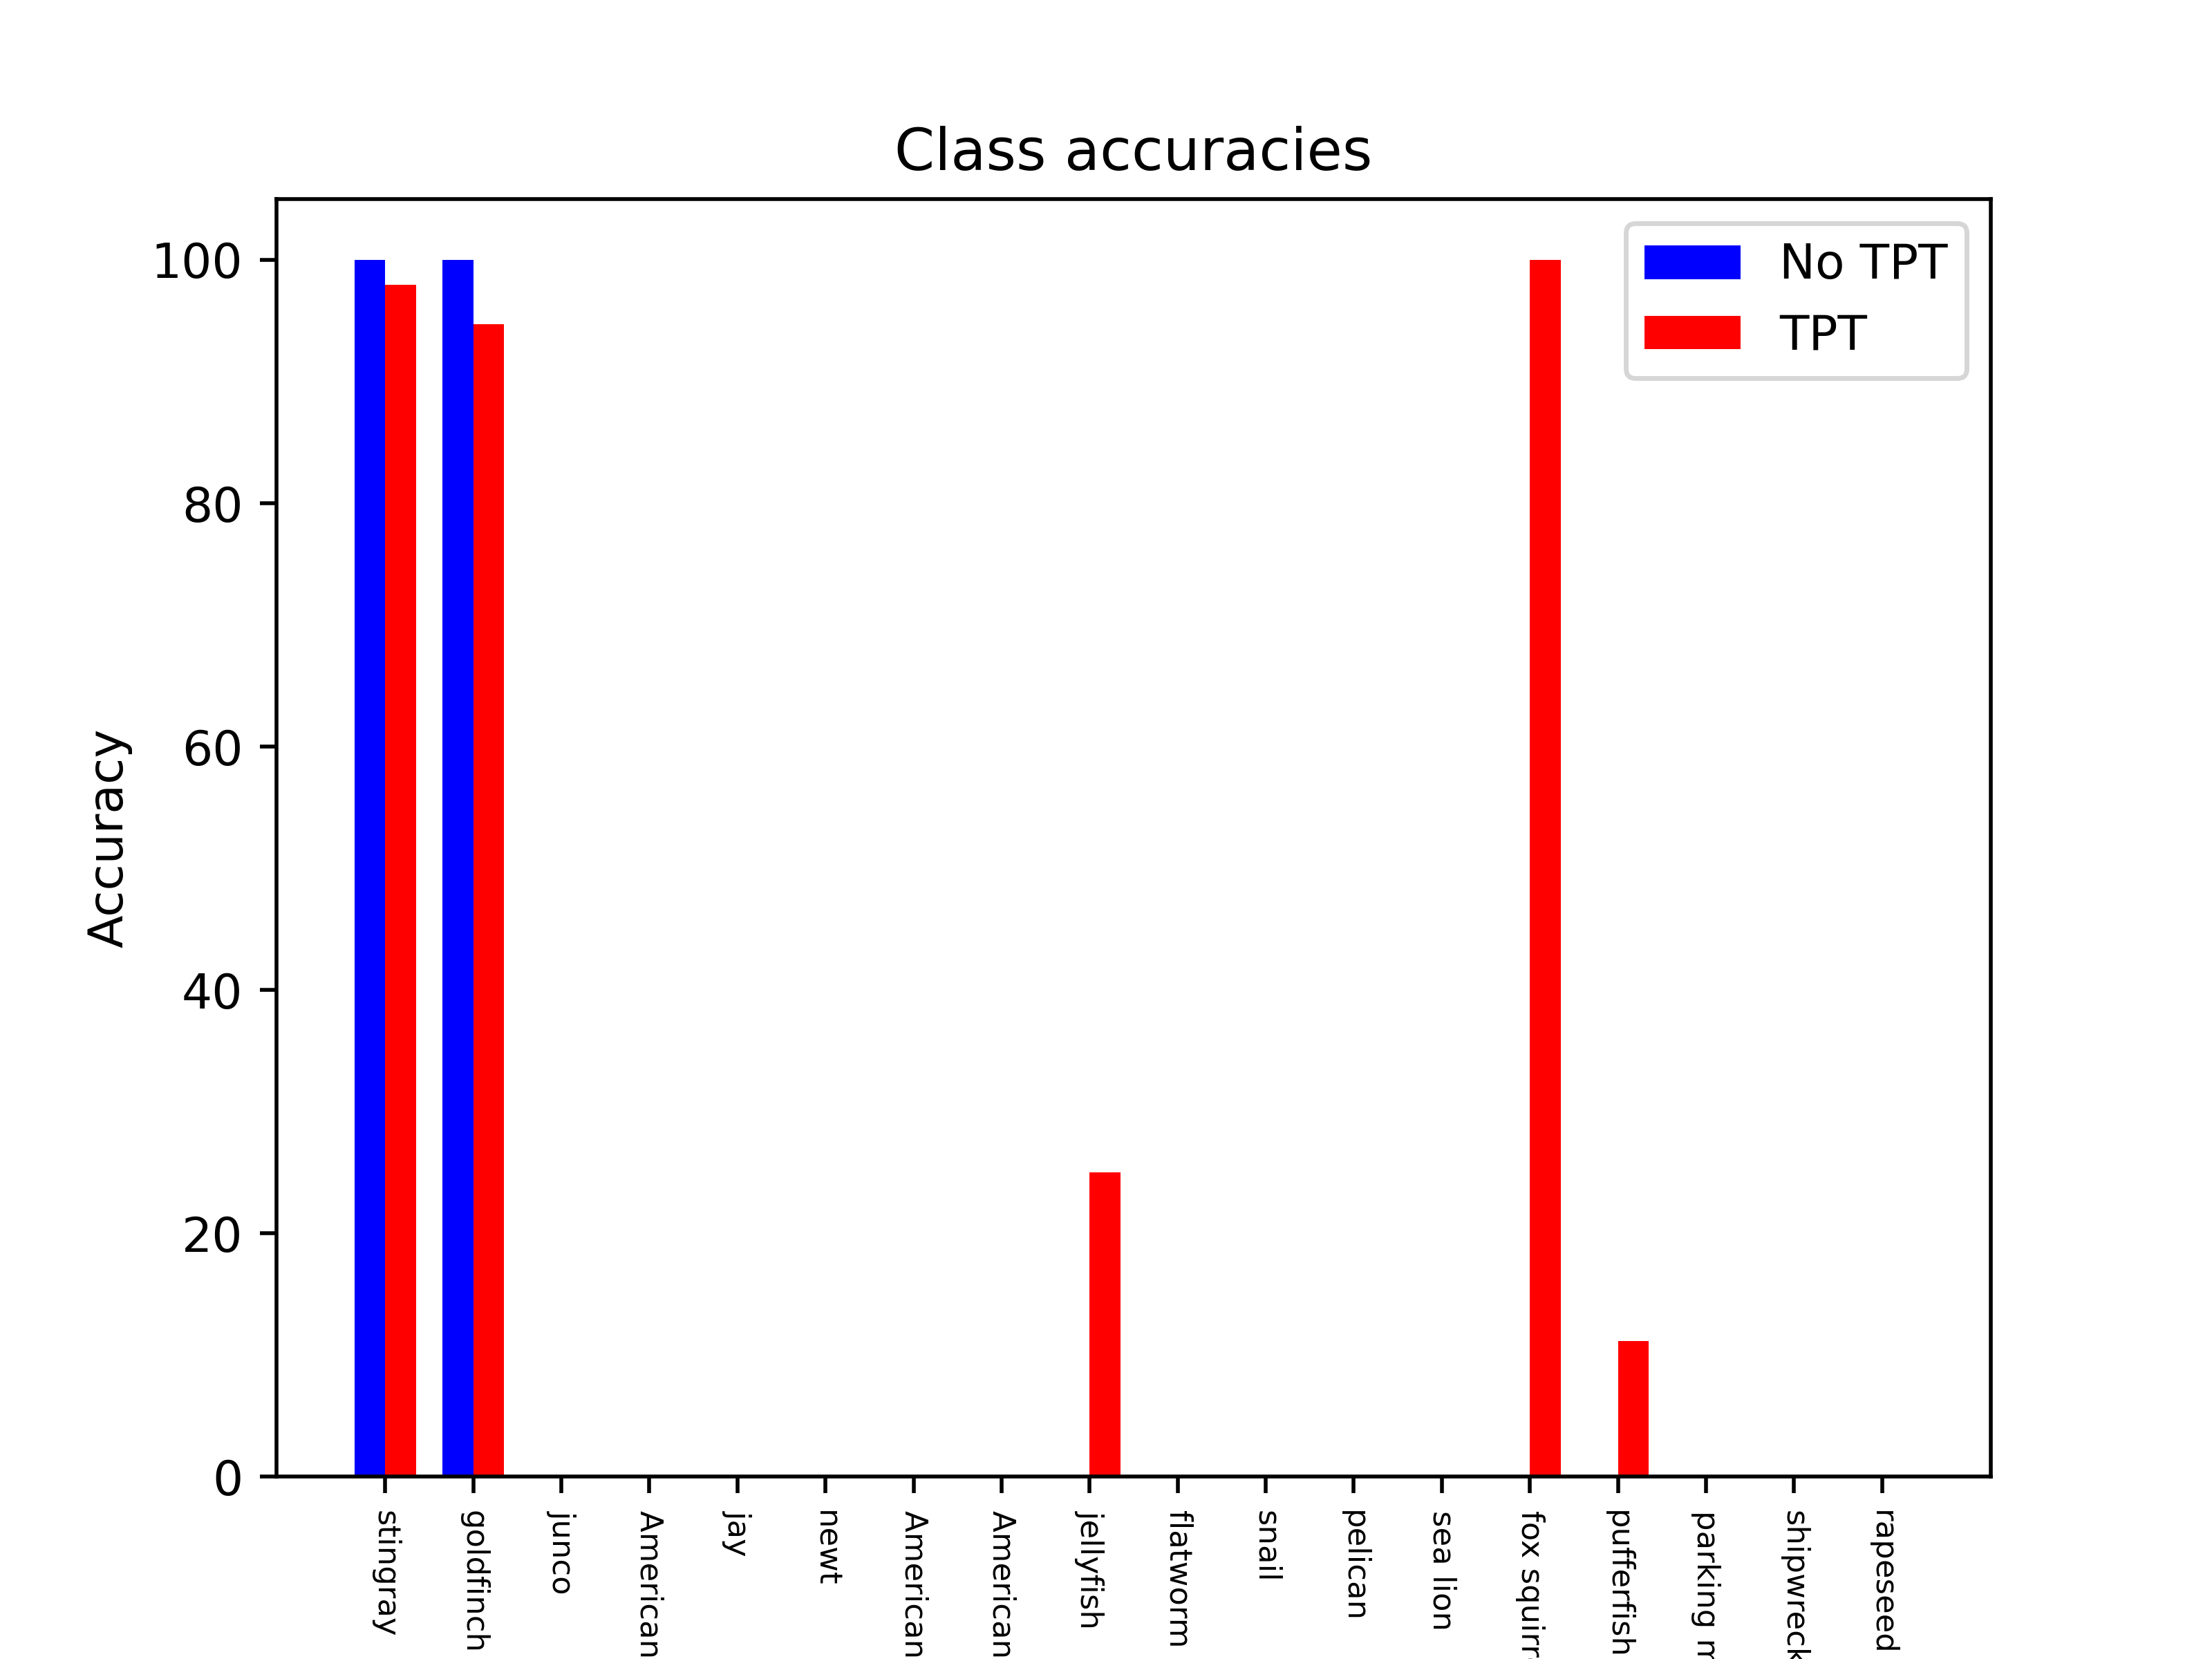 Class accuracies
No TPT
TPT
100
80
60
40
20
0
Accuracy
stingray
goldfinch
junco
American
jay
newt
American
American
jellyfish
flatworm
snail
pelican
sea lion
fox squirr
pufferfish
parking m
shipwreck
rapeseed